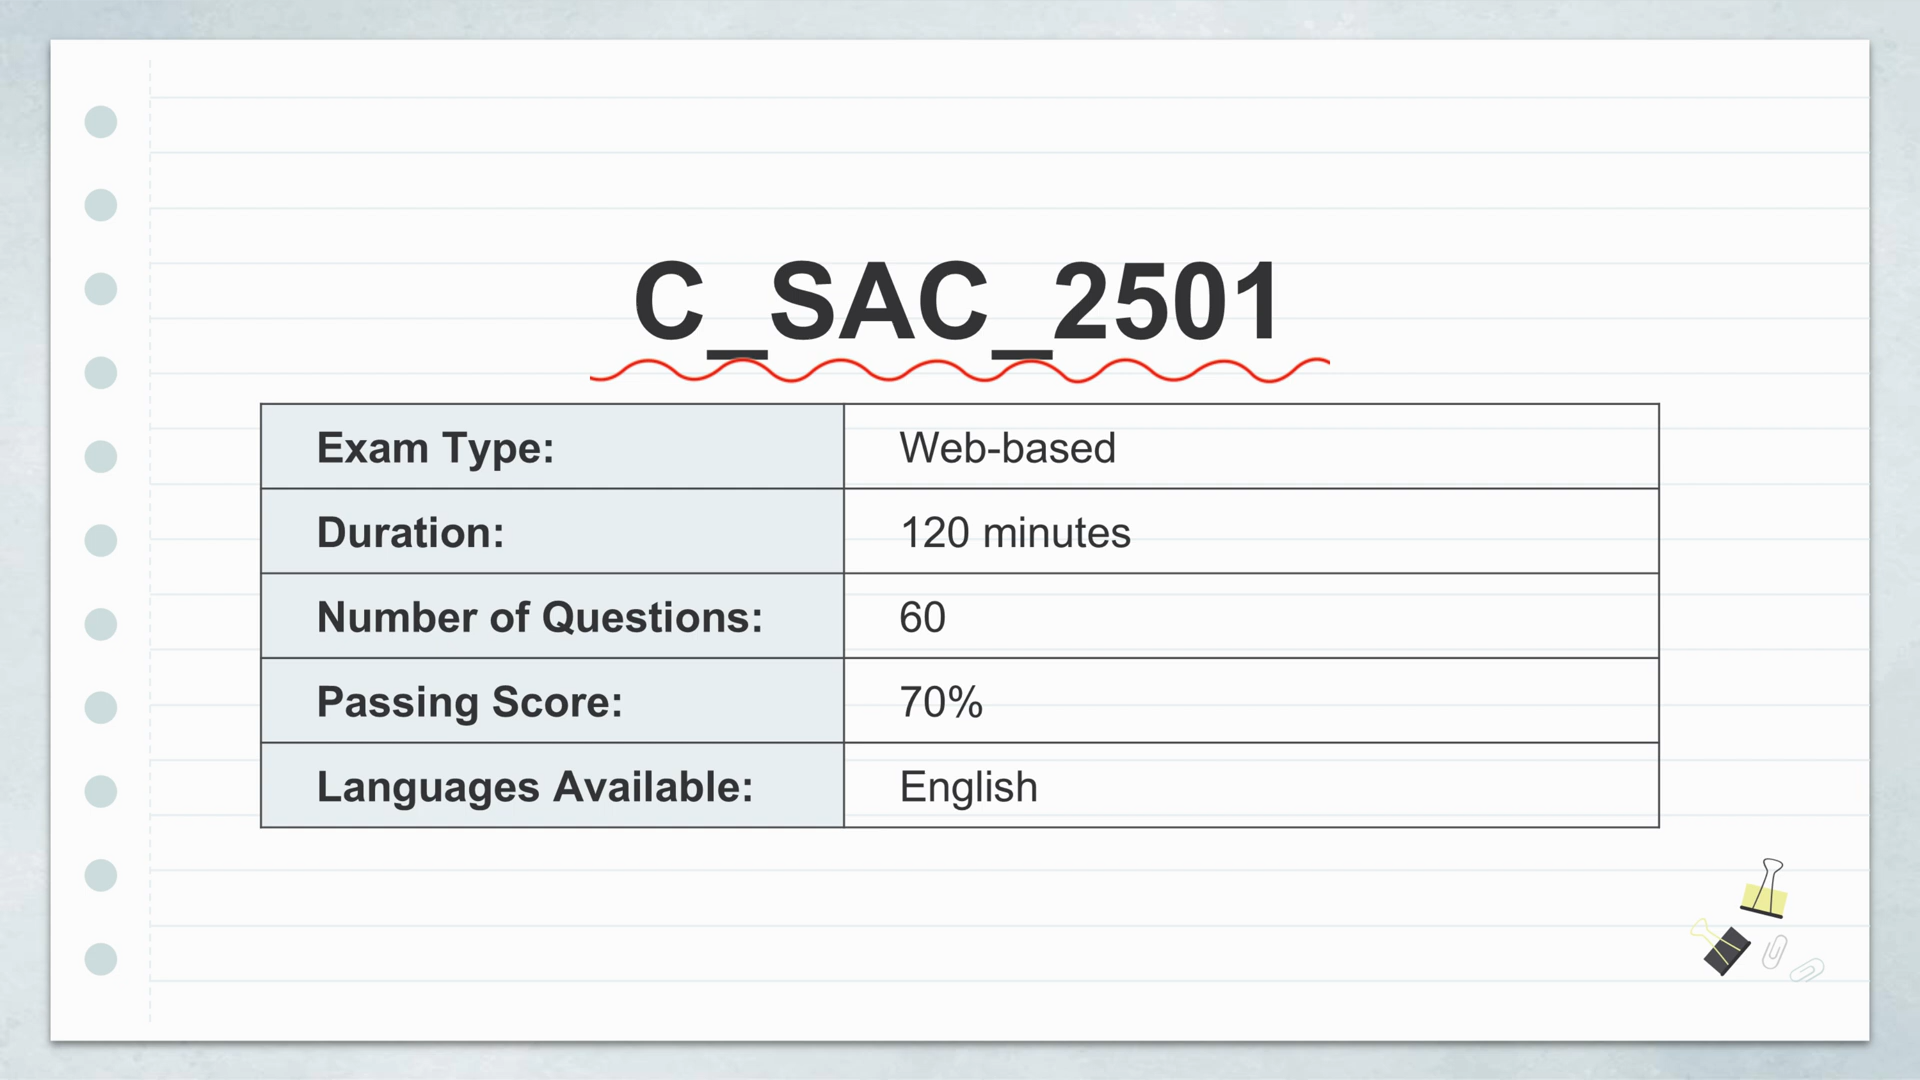 C_SAC_2501
Exam Type: Web-based
Duration: 120 minutes
Number of Questions: 60
Passing Score: 70%
Languages Available: English